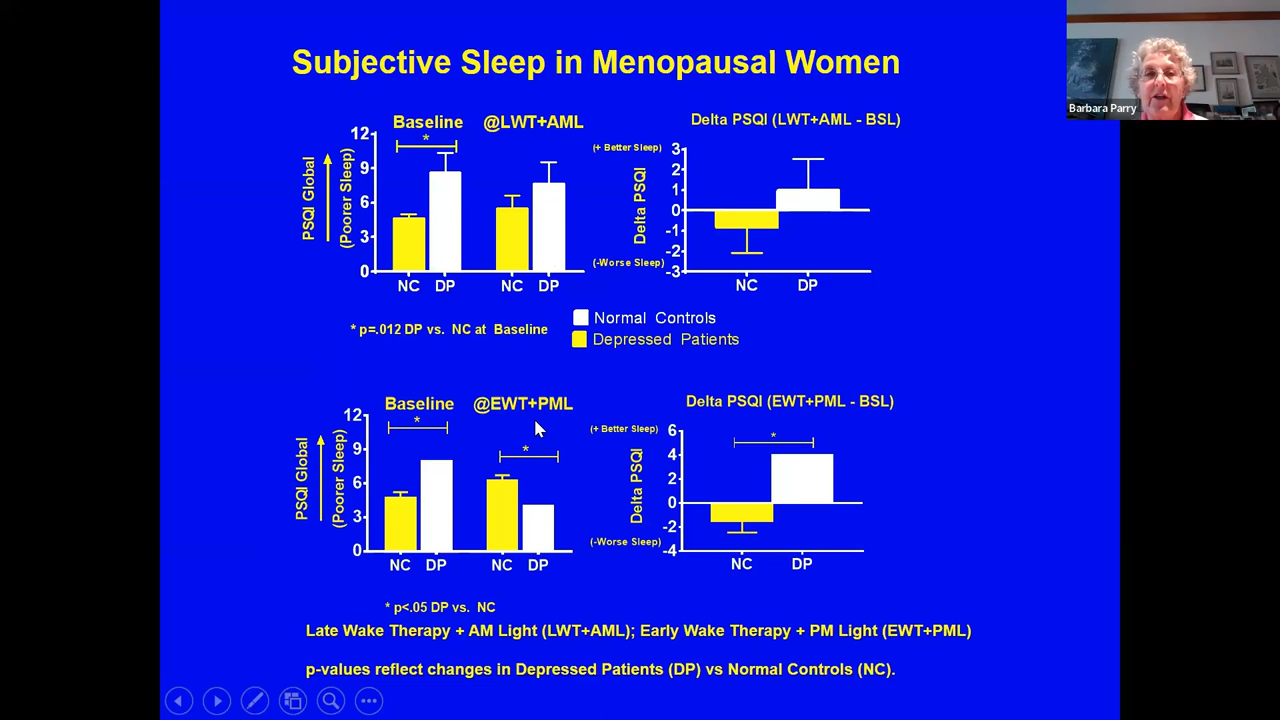 Subjective Sleep in Menopausal Women
Barbara Parry
Baseline
@LWT+AML
*
PSQI Global
(Poorer Sleep)
12
9
6
3
0
NC
DP
NC
DP
* p=.012 DP vs. NC at Baseline
Delta PSQI (LWT+AML - BSL)
(+ Better Sleep)
Delta PSQI
(-Worse Sleep)
3
2
1
0
-1
-2
-3
NC
DP
Normal Controls
Depressed Patients
Baseline
@EWT+PML
*
*
PSQI Global
(Poorer Sleep)
12
9
6
3
0
NC
DP
NC
DP
* p<.05 DP vs. NC
Delta PSQI (EWT+PML - BSL)
(+ Better Sleep)
Delta PSQI
(-Worse Sleep)
*
6
4
2
0
-2
-4
NC
DP
Late Wake Therapy + AM Light (LWT+AML); Early Wake Therapy + PM Light (EWT+PML)
p-values reflect changes in Depressed Patients (DP) vs Normal Controls (NC).